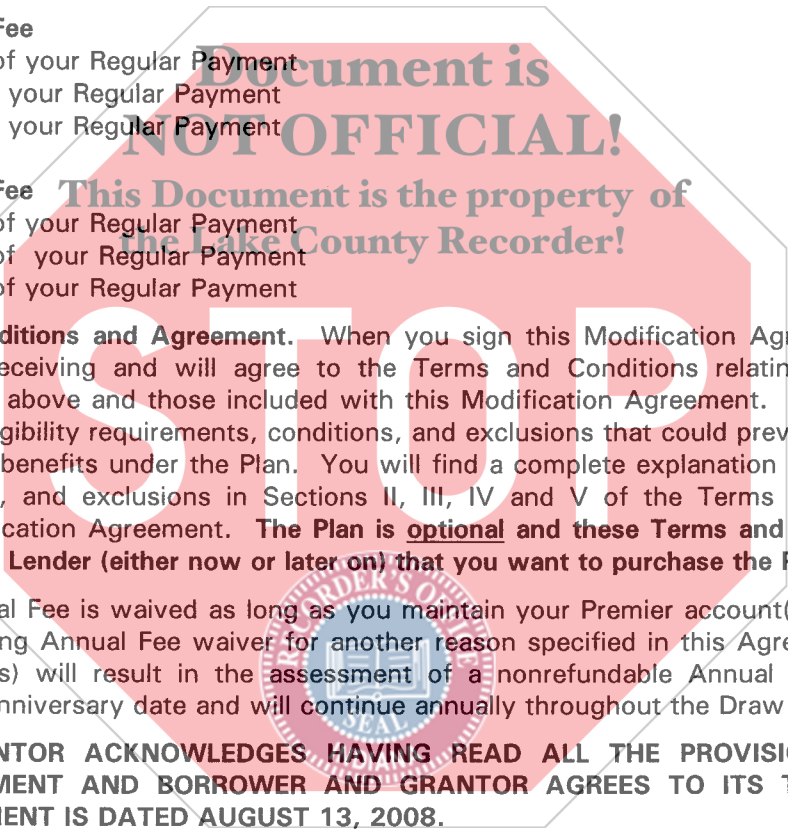 Fee
of your Regular Payment
your Regular Payment
your Regular Payment
Document is
NOT OFFICIAL!
This Document is the property of
the Lake County Recorder!
Fee
of your Regular Payment
of your Regular Payment
of your Regular Payment
STOP
ditions and Agreement. When you sign this Modification Agr
eceiving and will agree to the Terms and Conditions relatin
above and those included with this Modification Agreement.
gibility requirements, conditions, and exclusions that could prev
benefits under the Plan. You will find a complete explanation
, and exclusions in Sections II, III, IV and V of the Terms
cation Agreement. The Plan is optional and these Terms and
Lender (either now or later on) that you want to purchase the P
al Fee is waived as long as you maintain your Premier account(
ng Annual Fee waiver for another reason specified in this Agre
s) will result in the assessment of a nonrefundable Annual
nniversary date and will continue annually throughout the Draw
RECORDER'S OFFICE
SEAL
NTOR ACKNOWLEDGES HAVING READ ALL THE PROVISIO
MENT AND BORROWER AND GRANTOR AGREES TO ITS T
MENT IS DATED AUGUST 13, 2008.